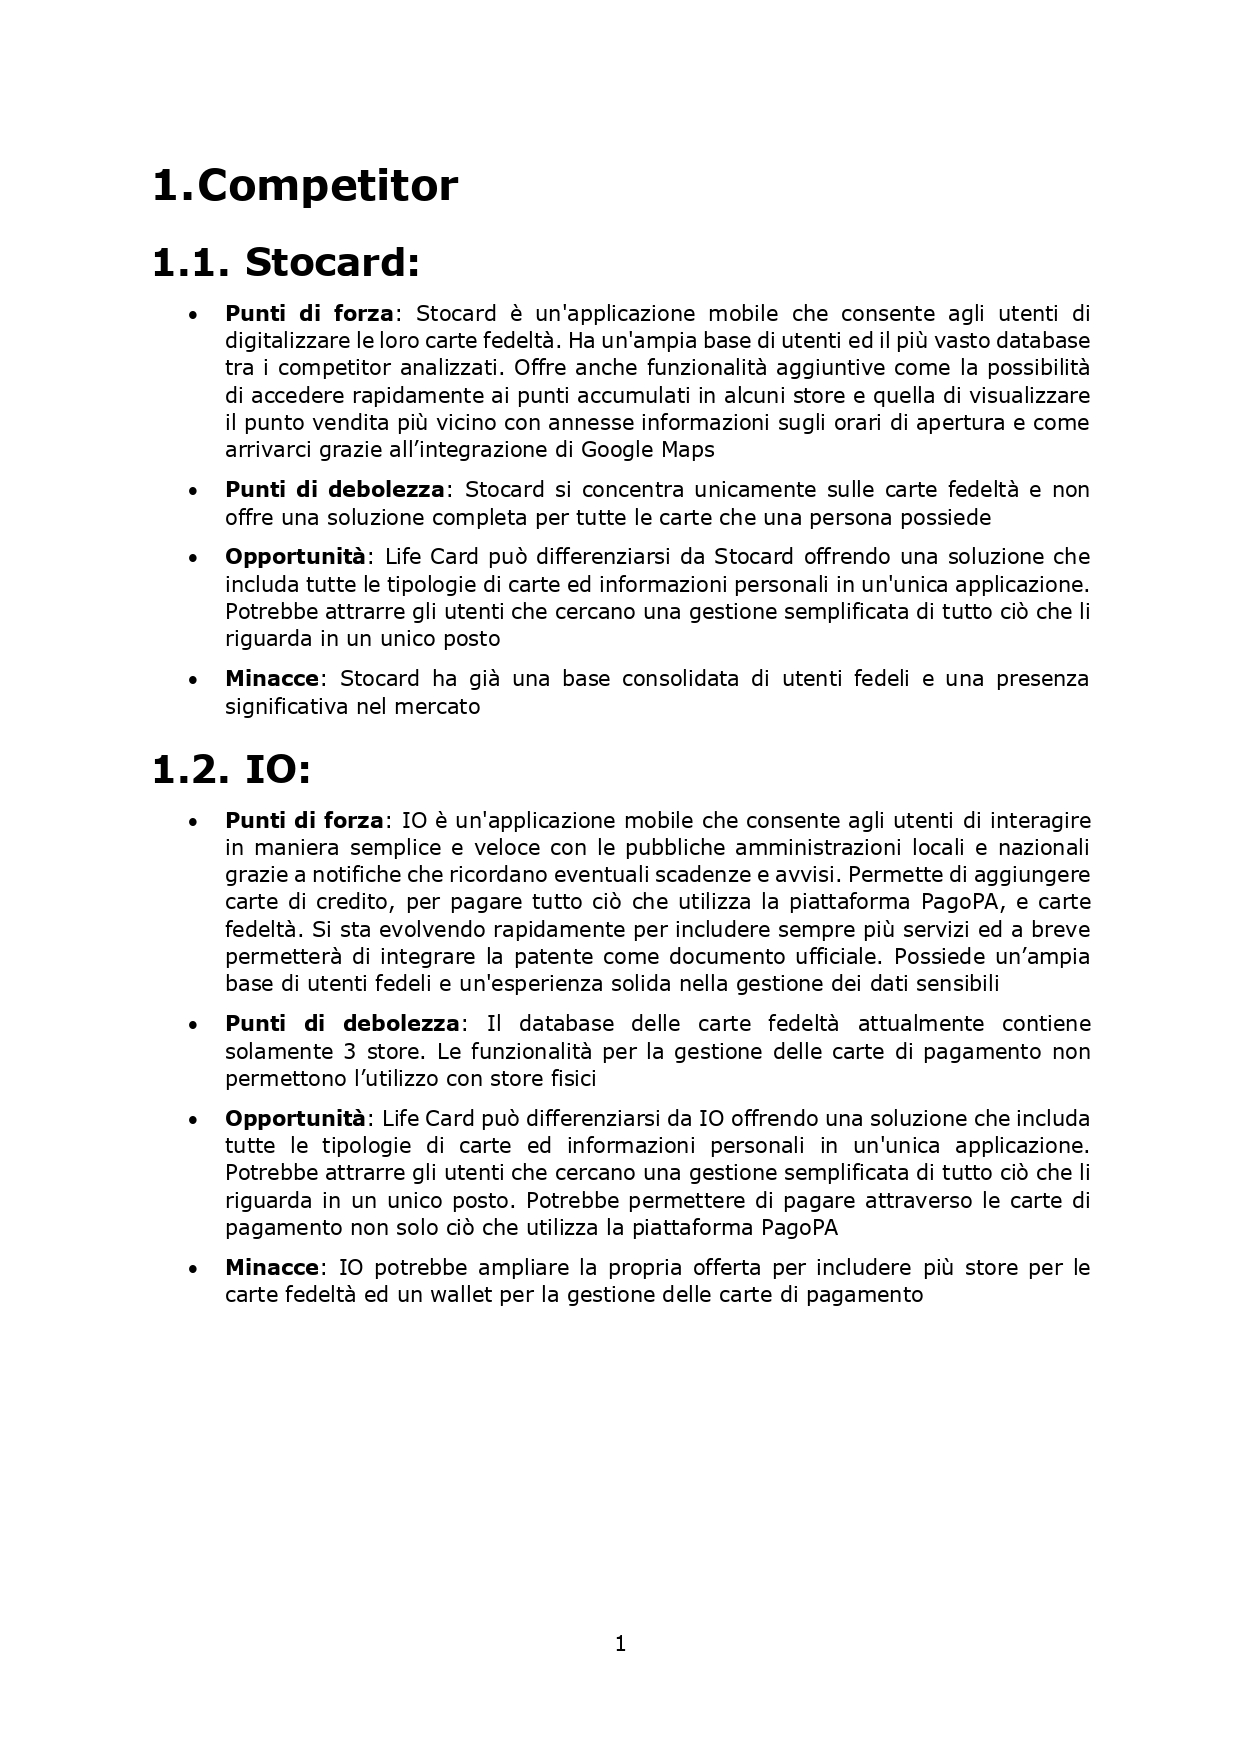 1.Competitor
1.1. Stocard:
• Punti di forza: Stocard è un'applicazione mobile che consente agli utenti di
digitalizzare le loro carte fedeltà. Ha un'ampia base di utenti ed il più vasto database
tra i competitor analizzati. Offre anche funzionalità aggiuntive come la possibilità
di accedere rapidamente ai punti accumulati in alcuni store e quella di visualizzare
il punto vendita più vicino con annesse informazioni sugli orari di apertura e come
arrivarci grazie all’integrazione di Google Maps
• Punti di debolezza: Stocard si concentra unicamente sulle carte fedeltà e non
offre una soluzione completa per tutte le carte che una persona possiede
• Opportunità: Life Card può differenziarsi da Stocard offrendo una soluzione che
includa tutte le tipologie di carte ed informazioni personali in un'unica applicazione.
Potrebbe attrarre gli utenti che cercano una gestione semplificata di tutto ciò che li
riguarda in un unico posto
• Minacce: Stocard ha già una base consolidata di utenti fedeli e una presenza
significativa nel mercato
1.2. IO:
• Punti di forza: IO è un'applicazione mobile che consente agli utenti di interagire
in maniera semplice e veloce con le pubbliche amministrazioni locali e nazionali
grazie a notifiche che ricordano eventuali scadenze e avvisi. Permette di aggiungere
carte di credito, per pagare tutto ciò che utilizza la piattaforma PagoPA, e carte
fedeltà. Si sta evolvendo rapidamente per includere sempre più servizi ed a breve
permetterà di integrare la patente come documento ufficiale. Possiede un’ampia
base di utenti fedeli e un'esperienza solida nella gestione dei dati sensibili
• Punti di debolezza: Il database delle carte fedeltà attualmente contiene
solamente 3 store. Le funzionalità per la gestione delle carte di pagamento non
permettono l’utilizzo con store fisici
• Opportunità: Life Card può differenziarsi da IO offrendo una soluzione che includa
tutte le tipologie di carte ed informazioni personali in un'unica applicazione.
Potrebbe attrarre gli utenti che cercano una gestione semplificata di tutto ciò che li
riguarda in un unico posto. Potrebbe permettere di pagare attraverso le carte di
pagamento non solo ciò che utilizza la piattaforma PagoPA
• Minacce: IO potrebbe ampliare la propria offerta per includere più store per le
carte fedeltà ed un wallet per la gestione delle carte di pagamento
1